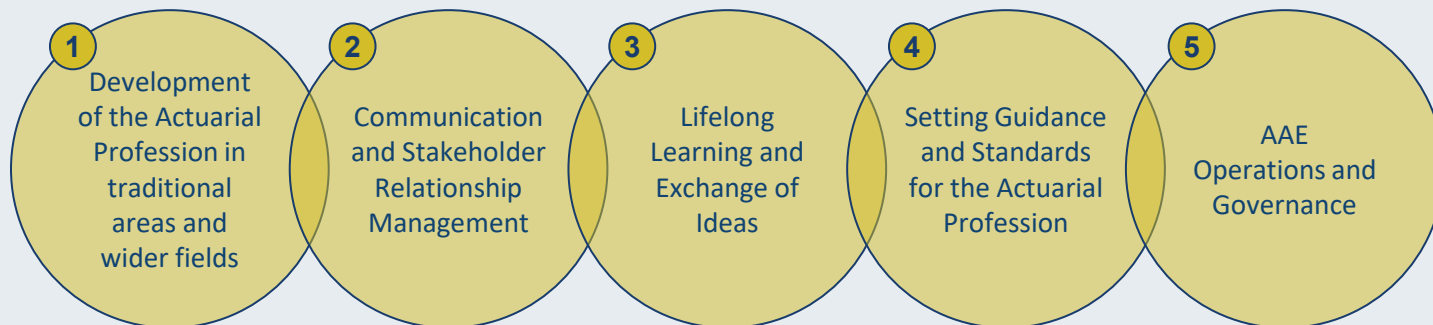 1
Development
of the Actuarial
Profession in
traditional
areas and
wider fields
2
Communication
and Stakeholder
Relationship
Management
3
Lifelong
Learning and
Exchange of
Ideas
4
Setting Guidance
and Standards
for the Actuarial
Profession
5
AAE
Operations and
Governance